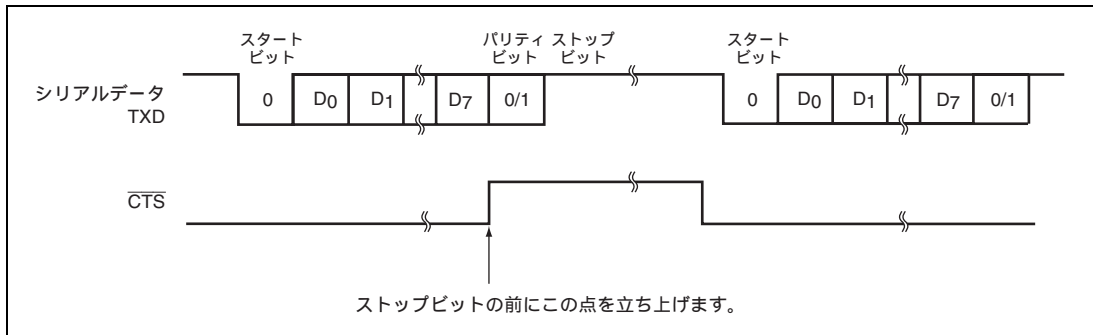 スタート
ビット
パリティ
ビット
ストップ
ビット
スタート
ビット
シリアルデータ
TXD
0 D0 D1 D7 0/1 0 D0 D1 D7 0/1
CTS
ストップビットの前にこの点を立ち上げます。